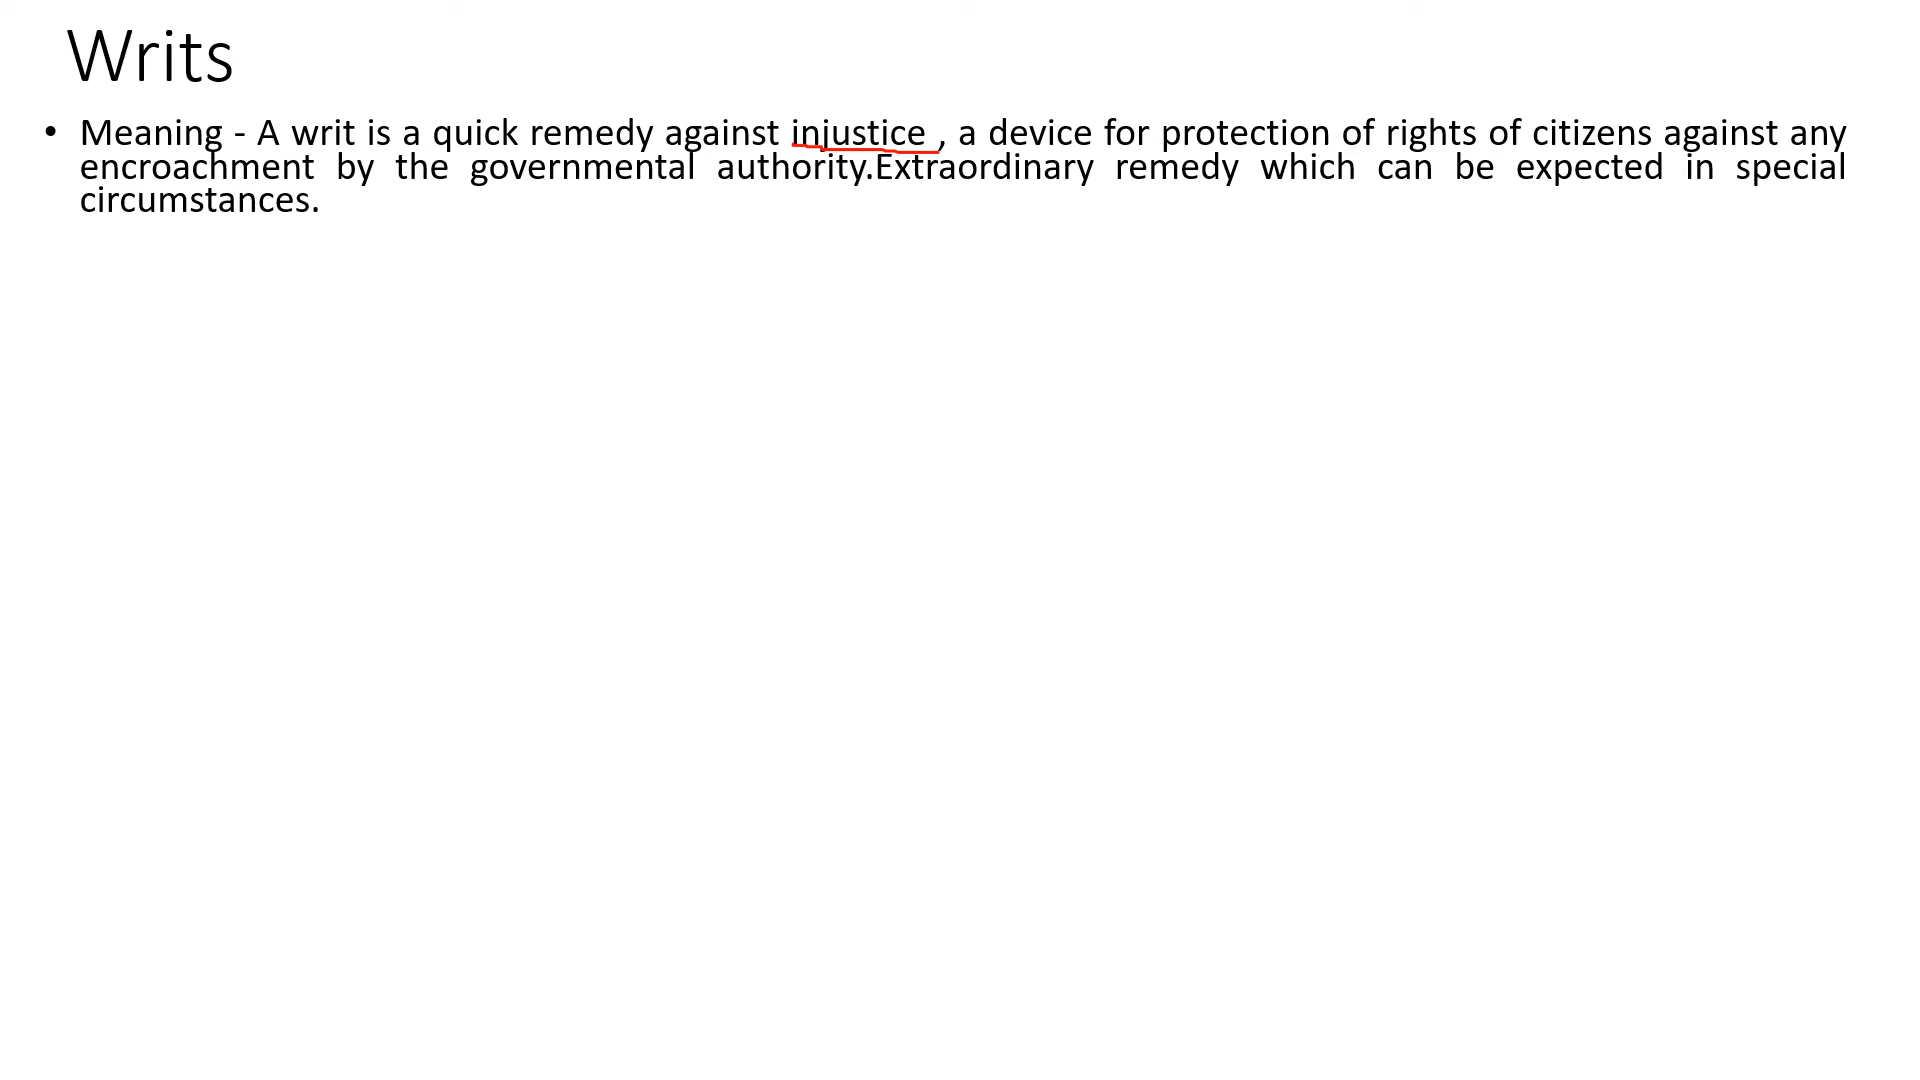 Writs
• Meaning - A writ is a quick remedy against injustice , a device for protection of rights of citizens against any
encroachment by the governmental authority.Extraordinary remedy which can be expected in special
circumstances.